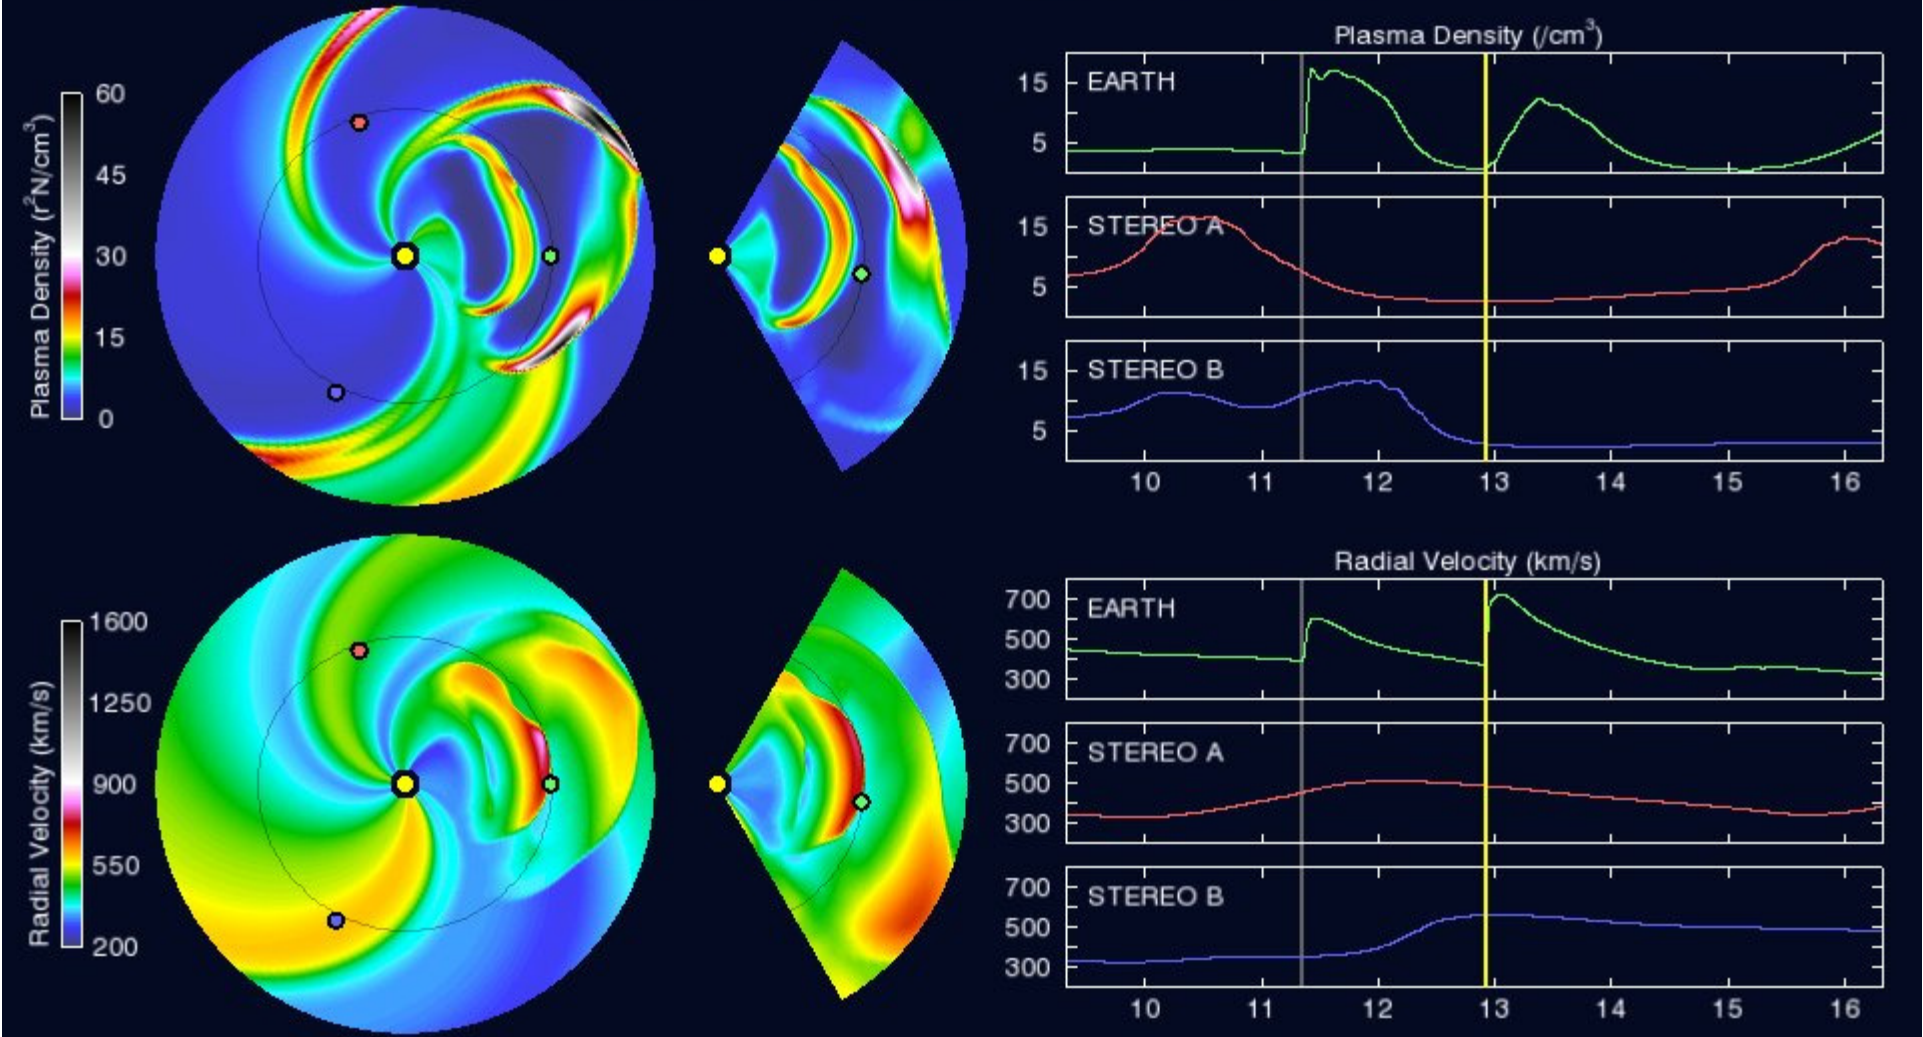 Plasma Density (r²N/cm³)
60
45
30
15
0
Plasma Density (/cm³)
EARTH
15
5
STEREO A
15
5
STEREO B
15
5
10 11 12 13 14 15 16
Radial Velocity (km/s)
1600
1250
900
550
200
Radial Velocity (km/s)
EARTH
700
500
300
STEREO A
700
500
300
STEREO B
700
500
300
10 11 12 13 14 15 16